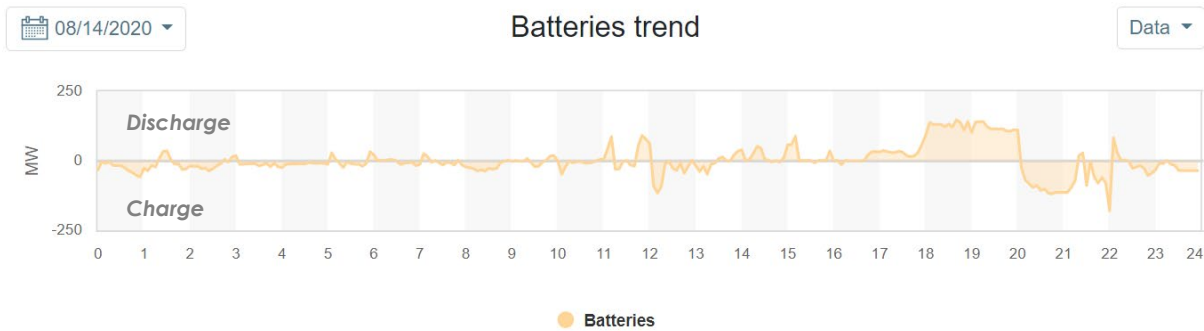 08/14/2020
Batteries trend
Data
250
Discharge
MW
0
Charge
-250
0 1 2 3 4 5 6 7 8 9 10 11 12 13 14 15 16 17 18 19 20 21 22 23 24
Batteries